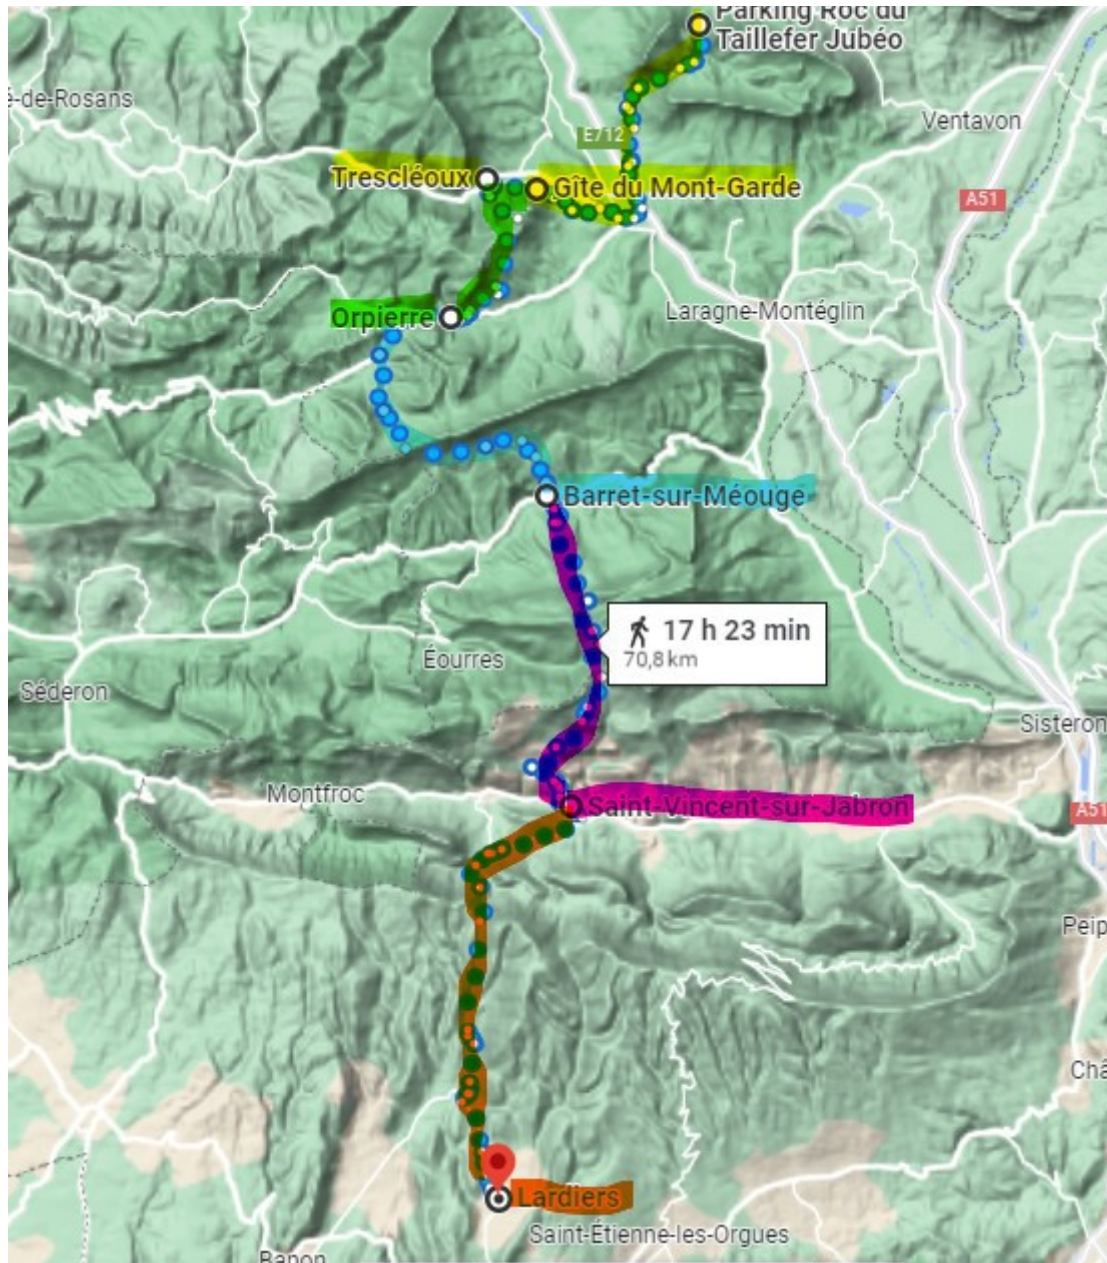 Parking Roc du
Taillefer Jubéo
é-de-Rosans
Ventavon
E712
Trescléoux
Gîte du Mont-Garde
A51
Orpierre
Laragne-Montéglin
Barret-sur-Méouge
17 h 23 min
70,8 km
Éourres
Séderon
Sisteron
Montfroc
Saint-Vincent-sur-Jabron
A51
Peip
Châ
Lardiers
Saint-Étienne-les-Orgues
Banon